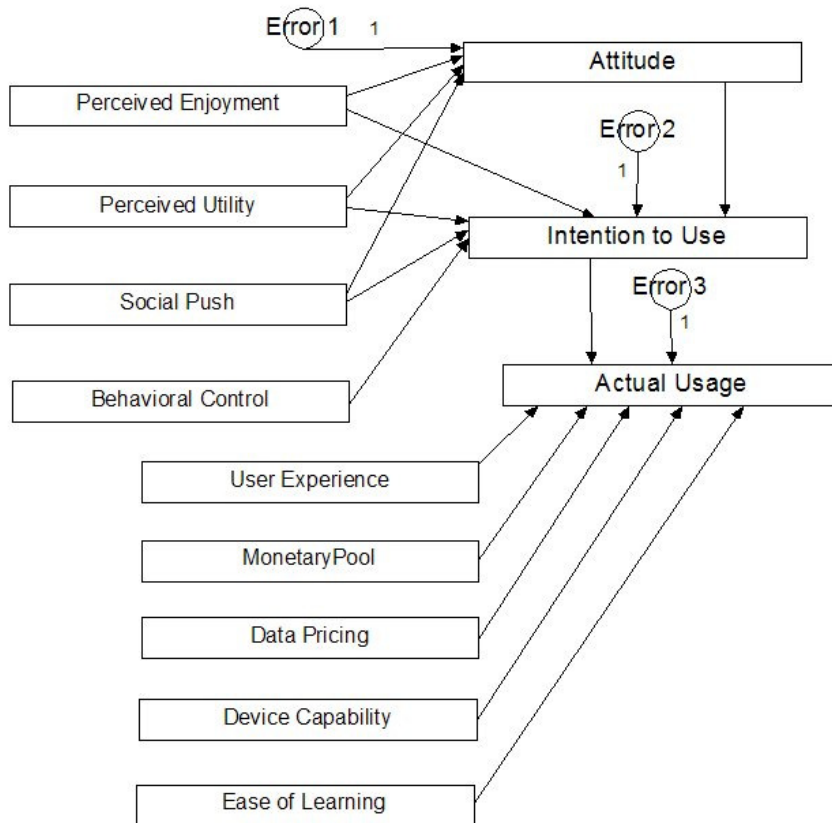 Error 1
1
Attitude
Perceived Enjoyment
Error 2
1
Perceived Utility
Intention to Use
Social Push
Error 3
1
Actual Usage
Behavioral Control
User Experience
MonetaryPool
Data Pricing
Device Capability
Ease of Learning